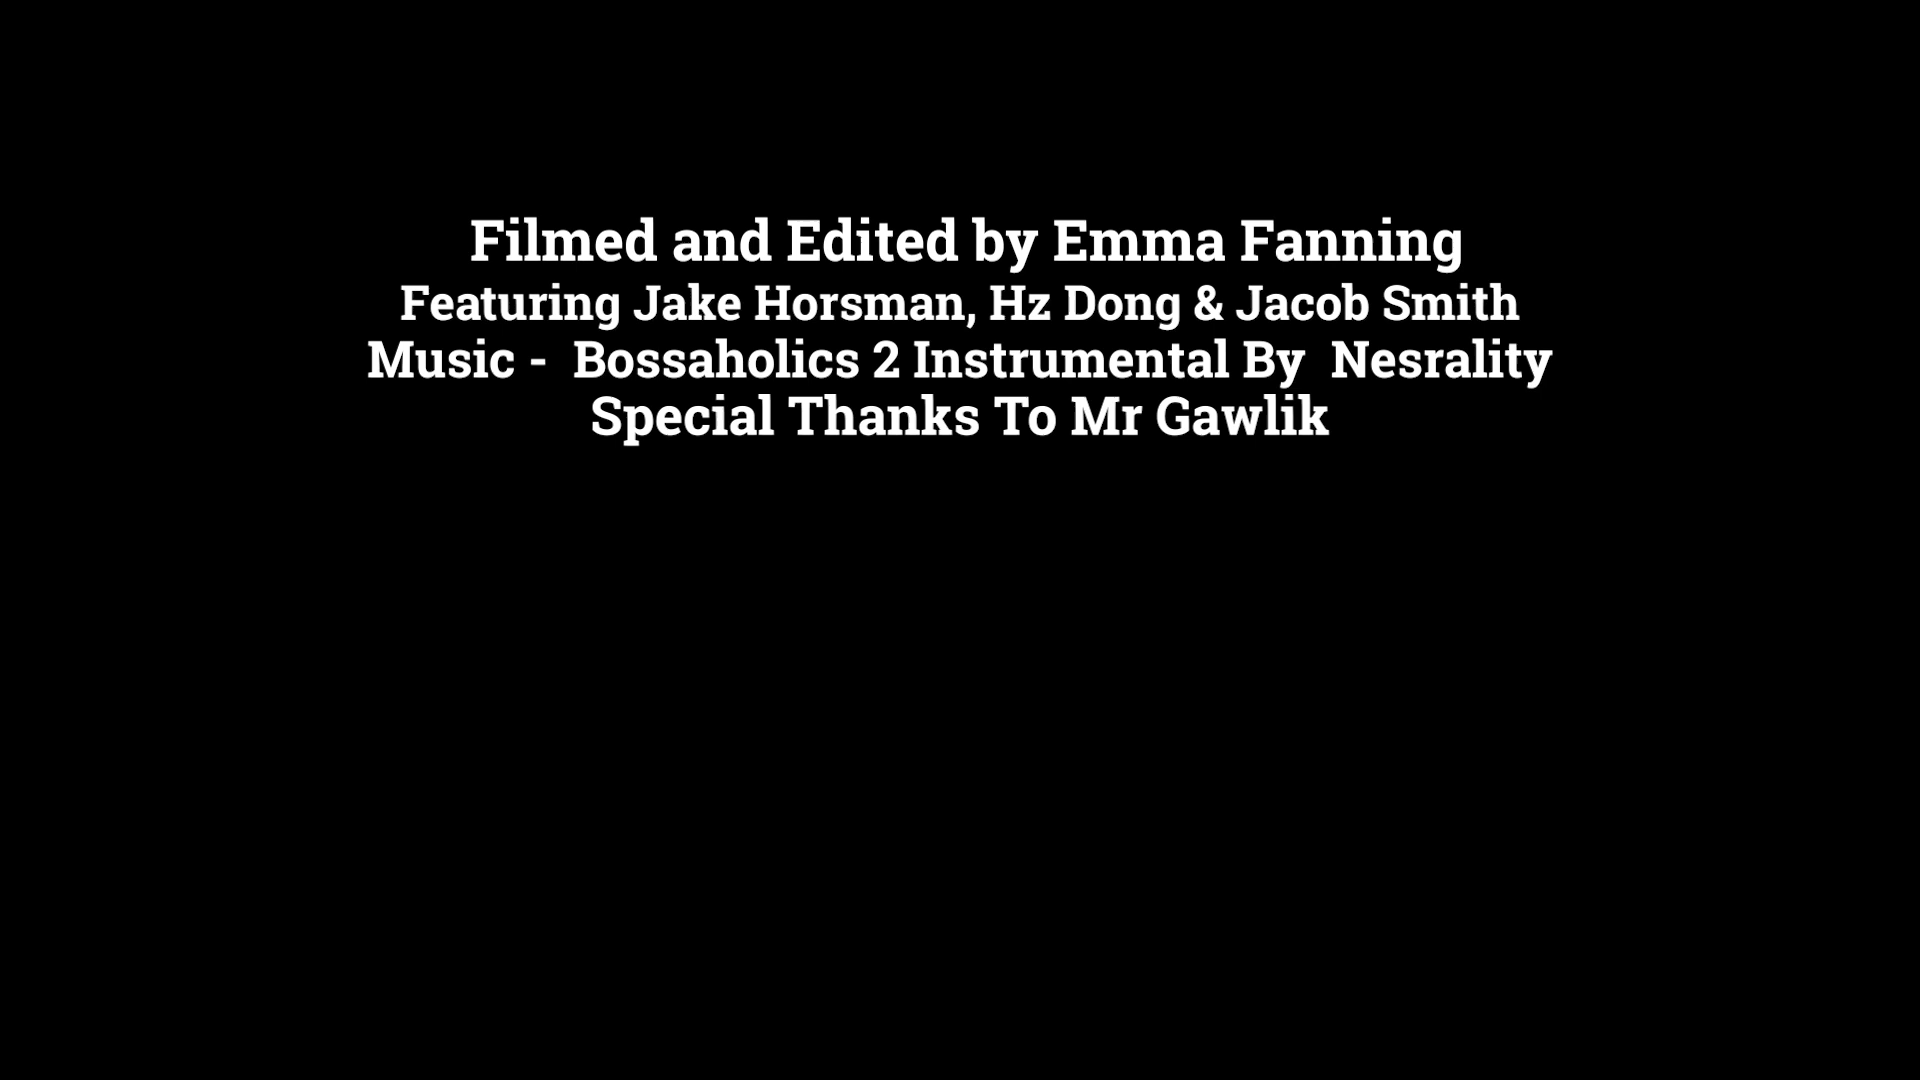 Filmed and Edited by Emma Fanning
Featuring Jake Horsman, Hz Dong & Jacob Smith
Music -  Bossaholics 2 Instrumental By  Nesrality
Special Thanks To Mr Gawlik